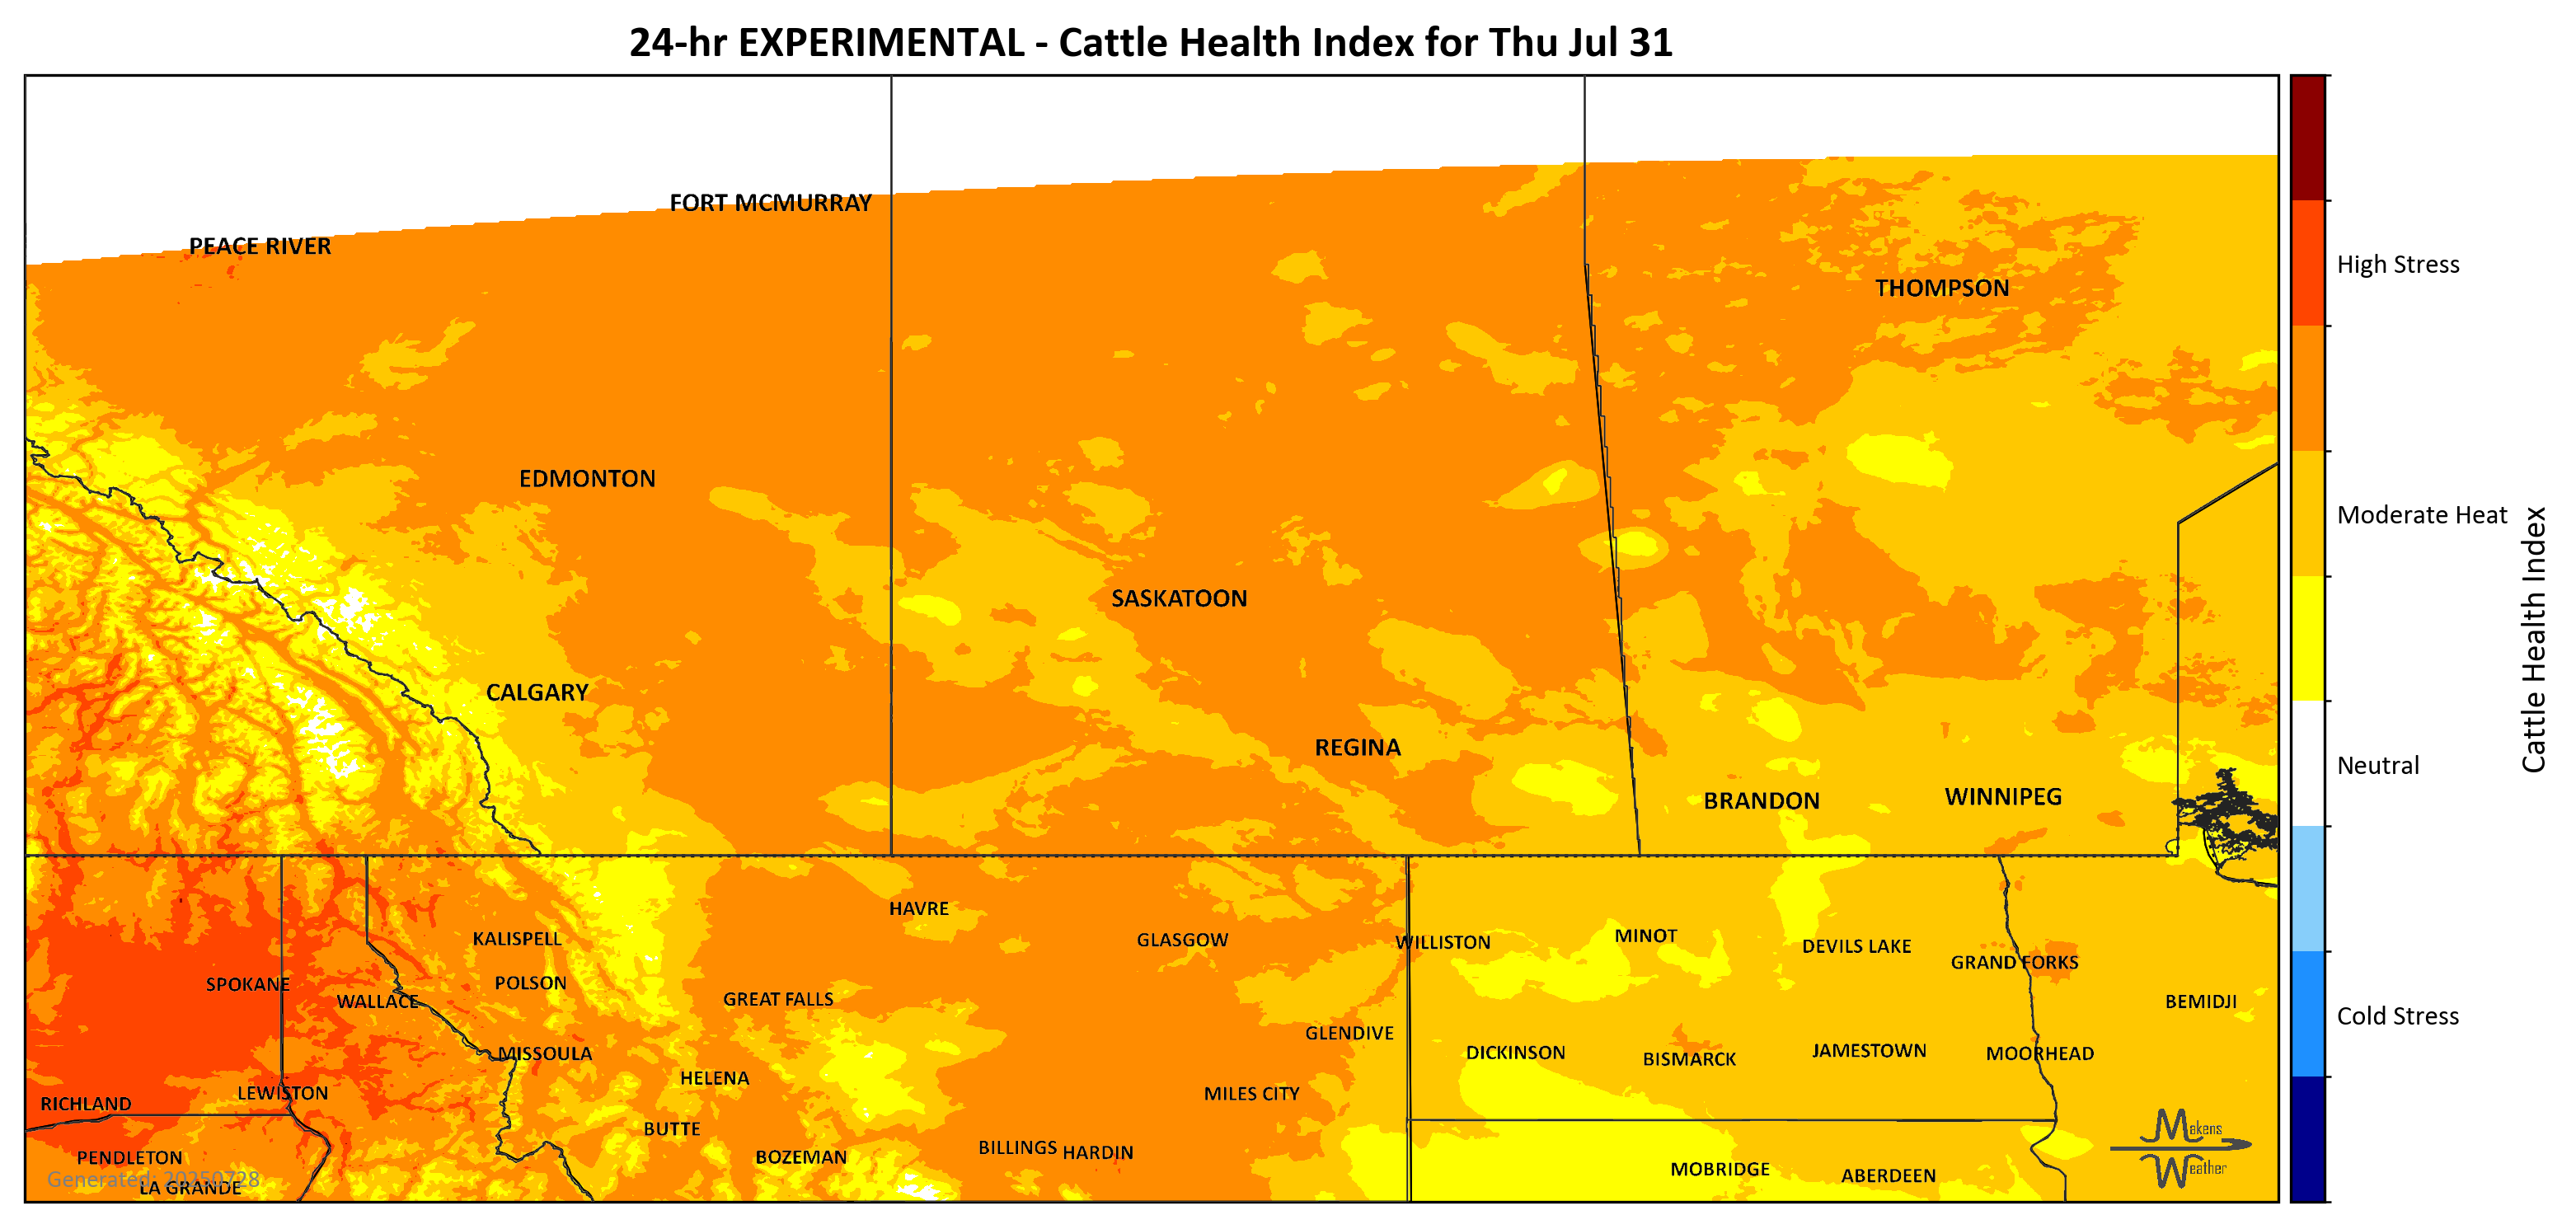 24-hr EXPERIMENTAL - Cattle Health Index for Thu Jul 31
FORT MCMURRAY
PEACE RIVER
THOMPSON
High Stress
EDMONTON
Moderate Heat
SASKATOON
CALGARY
REGINA
Neutral
BRANDON
WINNIPEG
Cattle Health Index
HAVRE
KALISPELL
GLASGOW
WILLISTON
MINOT
DEVILS LAKE
GRAND FORKS
SPOKANE
WALLACE
POLSON
GREAT FALLS
BEMIDJI
Cold Stress
GLENDIVE
MISSOULA
DICKINSON
BISMARCK
JAMESTOWN
MOORHEAD
HELENA
RICHLAND
LEWISTON
MILES CITY
BUTTE
BILLINGS
HARDIN
PENDLETON
BOZEMAN
MOBRIDGE
ABERDEEN
Generated: 20250728
LA GRANDE
Makens
Weather